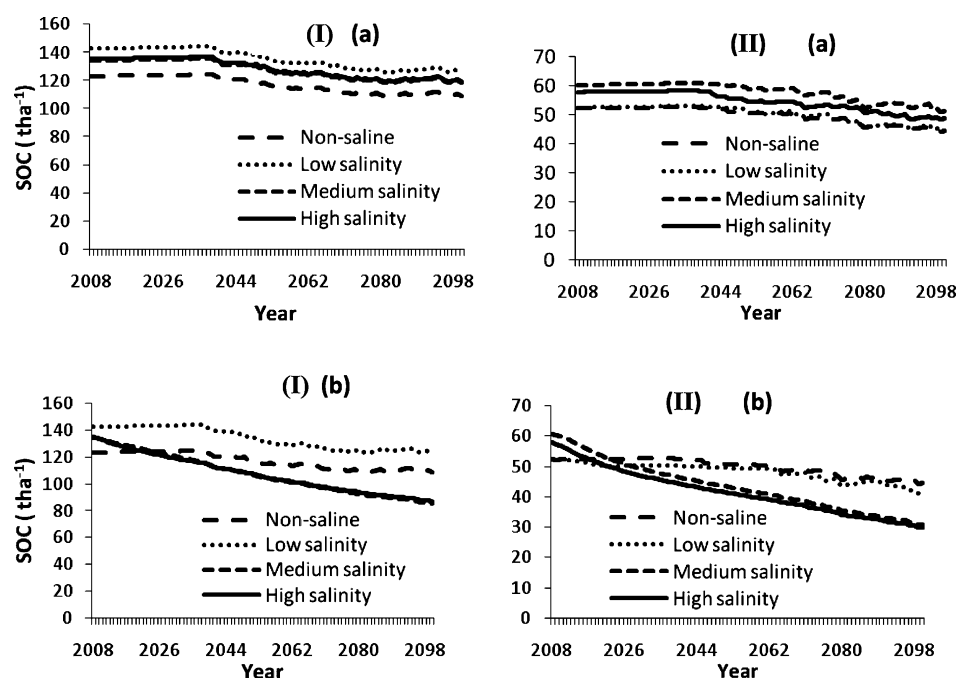 (I) (a)
160
140
120
100
80
60
40
20
0
SOC ( tha⁻¹)
Non-saline
Low salinity
Medium salinity
High salinity
2008 2026 2044 2062 2080 2098
Year
(II) (a)
70
60
50
40
30
20
10
0
Non-saline
Low salinity
Medium salinity
High salinity
2008 2026 2044 2062 2080 2098
Year
(I) (b)
160
140
120
100
80
60
40
20
0
SOC ( tha⁻¹)
Non-saline
Low salinity
Medium salinity
High salinity
2008 2026 2044 2062 2080 2098
Year
(II) (b)
70
60
50
40
30
20
10
0
Non-saline
Low salinity
Medium salinity
High salinity
2008 2026 2044 2062 2080 2098
Year